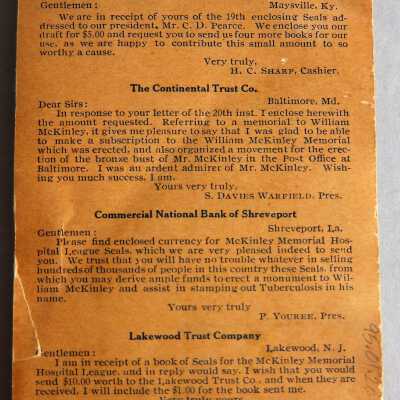 Gentlemen: Maysville, Ky.
We are in receipt of yours of the 19th enclosing Seals ad-
dressed to our president, Mr. C. D. Pearce. We enclose you our
draft for $5.00 and request you to send us four more books for our
use, as we are happy to contribute this small amount to so
worthy a cause.
Very truly,
H. C. SHARP, Cashier.
The Continental Trust Co.
Dear Sirs: Baltimore, Md.
In response to your letter of the 20th inst. I enclose herewith
the amount requested. Referring to a memorial to William
McKinley, it gives me pleasure to say that I was glad to be able
to make a subscription to the William McKinley Memorial
which was erected, and also organized a movement for the erec-
tion of the bronze bust of Mr. McKinley in the Post Office at
Baltimore. I was an ardent admirer of Mr. McKinley. Wish-
ing you much success, I am.
Yours very truly,
S. DAVIES WARFIELD, Pres.
Commercial National Bank of Shreveport
Gentlemen: Shreveport, La.
Please find enclosed currency for McKinley Memorial Hos-
pital League Seals, which we are very pleased indeed to send
you. We trust that you will have no trouble whatever in selling
hundreds of thousands of people in this country these Seals, from
which you may derive ample funds to erect a monument to Wil-
liam McKinley and assist in stamping out Tuberculosis in his
name.
Yours very truly
P. YOUREE, Pres.
Lakewood Trust Company
Gentlemen: Lakewood, N. J.
I am in receipt of a book of Seals for the McKinley Memorial
Hospital League, and in reply would say, I wish that you would
send $10.00 worth to the Lakewood Trust Co., and when they are
received, I will include the $1.00 for the book sent me.